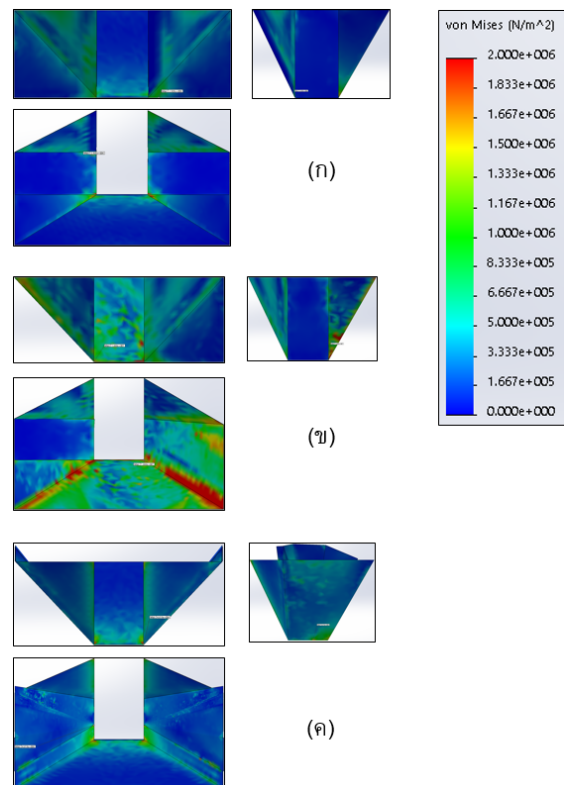 von Mises (N/m^2)
2.000e+006
1.833e+006
1.667e+006
1.500e+006
1.333e+006
1.167e+006
1.000e+006
8.333e+005
6.667e+005
5.000e+005
3.333e+005
1.667e+005
0.000e+000
(ก)
(ข)
(ค)